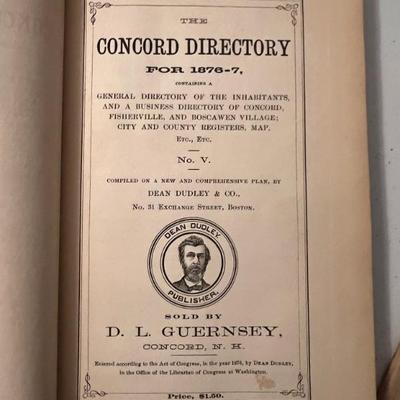 THE
CONCORD DIRECTORY
FOR 1876-7,
CONTAINING A
GENERAL DIRECTORY OF THE INHABITANTS,
AND A BUSINESS DIRECTORY OF CONCORD,
FISHERVILLE, AND BOSCAWEN VILLAGE;
CITY AND COUNTY REGISTERS, MAP,
ETC., ETC.
No. V.
COMPILED ON A NEW AND COMPREHENSIVE PLAN, BY
DEAN DUDLEY & CO.,
No. 31 EXCHANGE STREET, BOSTON.
DEAN DUDLEY
PUBLISHER.
SOLD BY
D. L. GUERNSEY,
CONCORD, N. H.
Entered according to the Act of Congress, in the year 1876, by DEAN DUDLEY,
in the Office of the Librarian of Congress at Washington.
Price, $1.50.